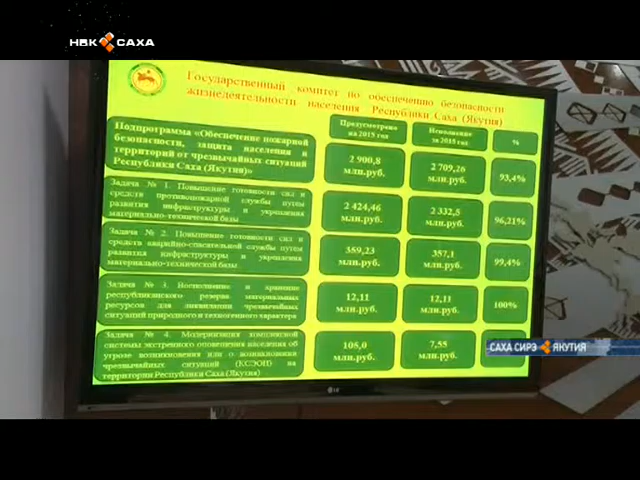 НВК САХА
Государственный комитет по обеспечению безопасности
жизнедеятельности населения Республики Саха (Якутия)
Предусмотрено
на 2015 год
Исполнение
за 2015 год
%
Подпрограмма «Обеспечение пожарной
безопасности, защита населения и
территорий от чрезвычайных ситуаций
Республики Саха (Якутия)»
2 900,8
млн.руб.
2 709,26
млн.руб.
93,4%
Задача № 1. Повышение готовности сил и
средств противопожарной службы путем
развития инфраструктуры и укрепления
материально-технической базы
2 424,46
млн.руб.
2 332,5
млн.руб.
96,21%
Задача № 2. Повышение готовности сил и
средств аварийно-спасательной службы путем
развития инфраструктуры и укрепления
материально-технической базы
359,23
млн.руб.
357,1
млн.руб.
99,4%
Задача № 3. Восполнение и хранение
республиканского резерва материальных
ресурсов для ликвидации чрезвычайных
ситуаций природного и техногенного характера
12,11
млн.руб.
12,11
млн.руб.
100%
Задача № 4. Модернизация комплексной
системы экстренного оповещения населения об
угрозе возникновения или о возникновении
чрезвычайных ситуаций (КСЭОН) на
территории Республики Саха (Якутия)
105,0
млн.руб.
7,55
млн.руб.
САХА СИРЭ ЯКУТИЯ
LG